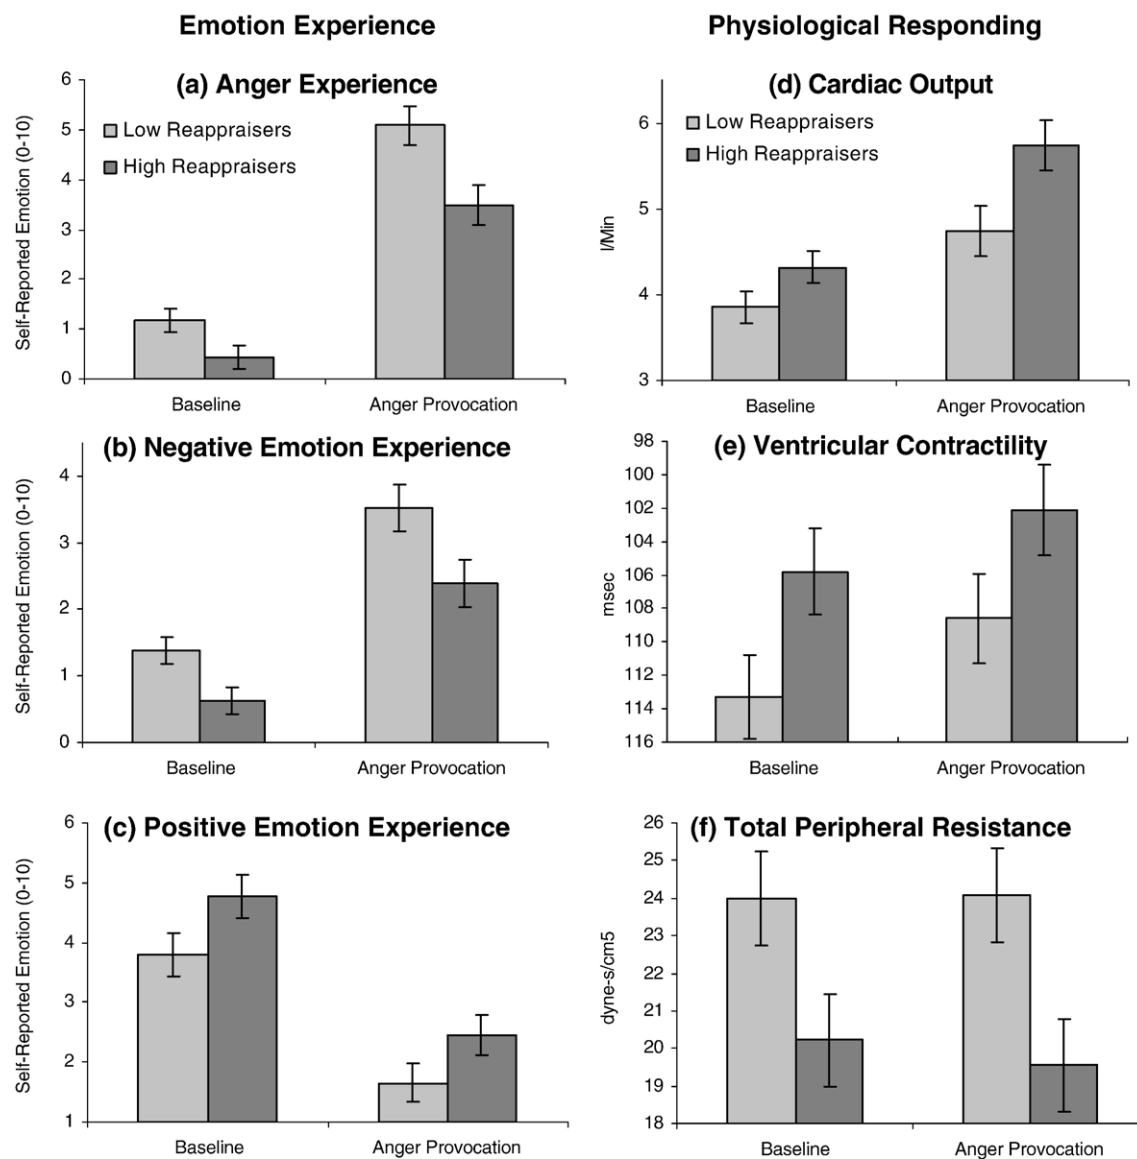 Emotion Experience
Physiological Responding
(a) Anger Experience
Self-Reported Emotion (0-10)
6
5
4
3
2
1
0
Low Reappraisers
High Reappraisers
Baseline
Anger Provocation
(d) Cardiac Output
l/Min
6
5
4
3
Low Reappraisers
High Reappraisers
Baseline
Anger Provocation
(b) Negative Emotion Experience
Self-Reported Emotion (0-10)
4
3
2
1
0
Baseline
Anger Provocation
(e) Ventricular Contractility
msec
98
100
102
104
106
108
110
112
114
116
Baseline
Anger Provocation
(c) Positive Emotion Experience
Self-Reported Emotion (0-10)
6
5
4
3
2
1
Baseline
Anger Provocation
(f) Total Peripheral Resistance
dyne-s/cm5
26
25
24
23
22
21
20
19
18
Baseline
Anger Provocation